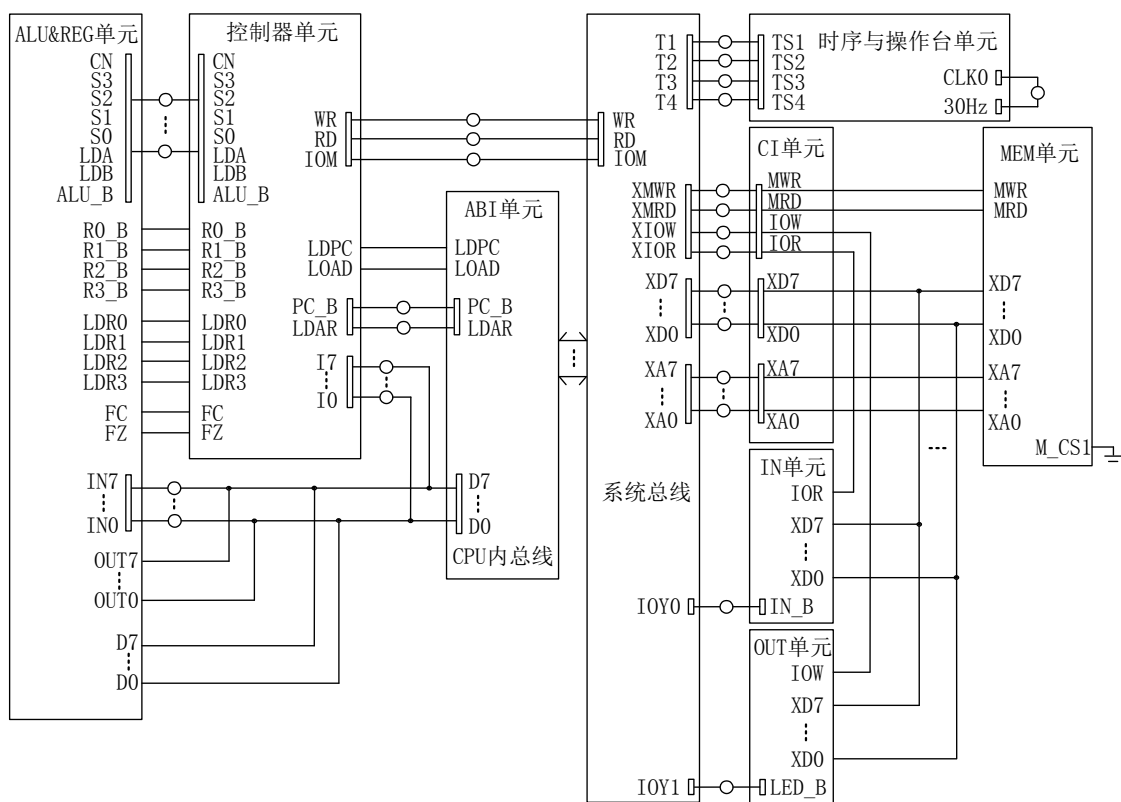 ALU&REG单元
CN
S3
S2
S1
S0
LDA
LDB
ALU_B
R0_B
R1_B
R2_B
R3_B
LDR0
LDR1
LDR2
LDR3
FC
FZ
IN7
IN0
OUT7
OUT0
D7
D0
控制器单元
CN
S3
S2
S1
S0
LDA
LDB
ALU_B
R0_B
R1_B
R2_B
R3_B
LDR0
LDR1
LDR2
LDR3
FC
FZ
WR
RD
IOM
LDPC
LOAD
PC_B
LDAR
I7
I0
ABI单元
LDPC
LOAD
PC_B
LDAR
D7
D0
CPU内总线
T1
T2
T3
T4
WR
RD
IOM
XMWR
XMRD
XIOW
XIOR
XD7
XD0
XA7
XA0
系统总线
IOY0
IOY1
时序与操作台单元
TS1
TS2
TS3
TS4
CLK0
30Hz
CI单元
MWR
MRD
IOW
IOR
XD7
XD0
XA7
XA0
MEM单元
MWR
MRD
XD7
XD0
XA7
XA0
M_CS1
IN单元
IOR
XD7
XD0
IN_B
OUT单元
IOW
XD7
XD0
LED_B